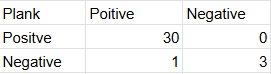 Plank Poitive Negative
Positve 30 0
Negative 1 3